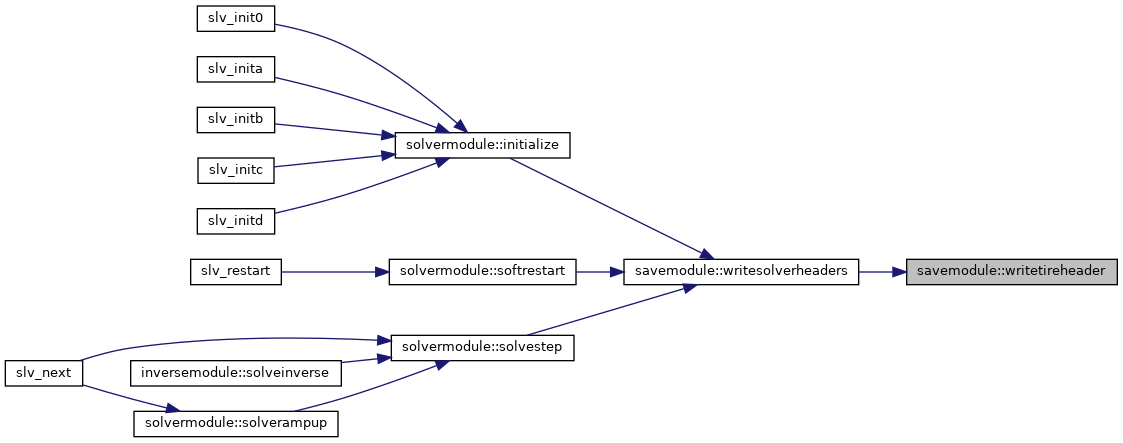 slv_init0
slv_inita
slv_initb
solvermodule::initialize
slv_initc
slv_initd
slv_restart
solvermodule::softrestart
savemodule::writesolverheaders
savemodule::writetireheader
solvermodule::solvestep
slv_next
inversemodule::solveinverse
solvermodule::solverampup